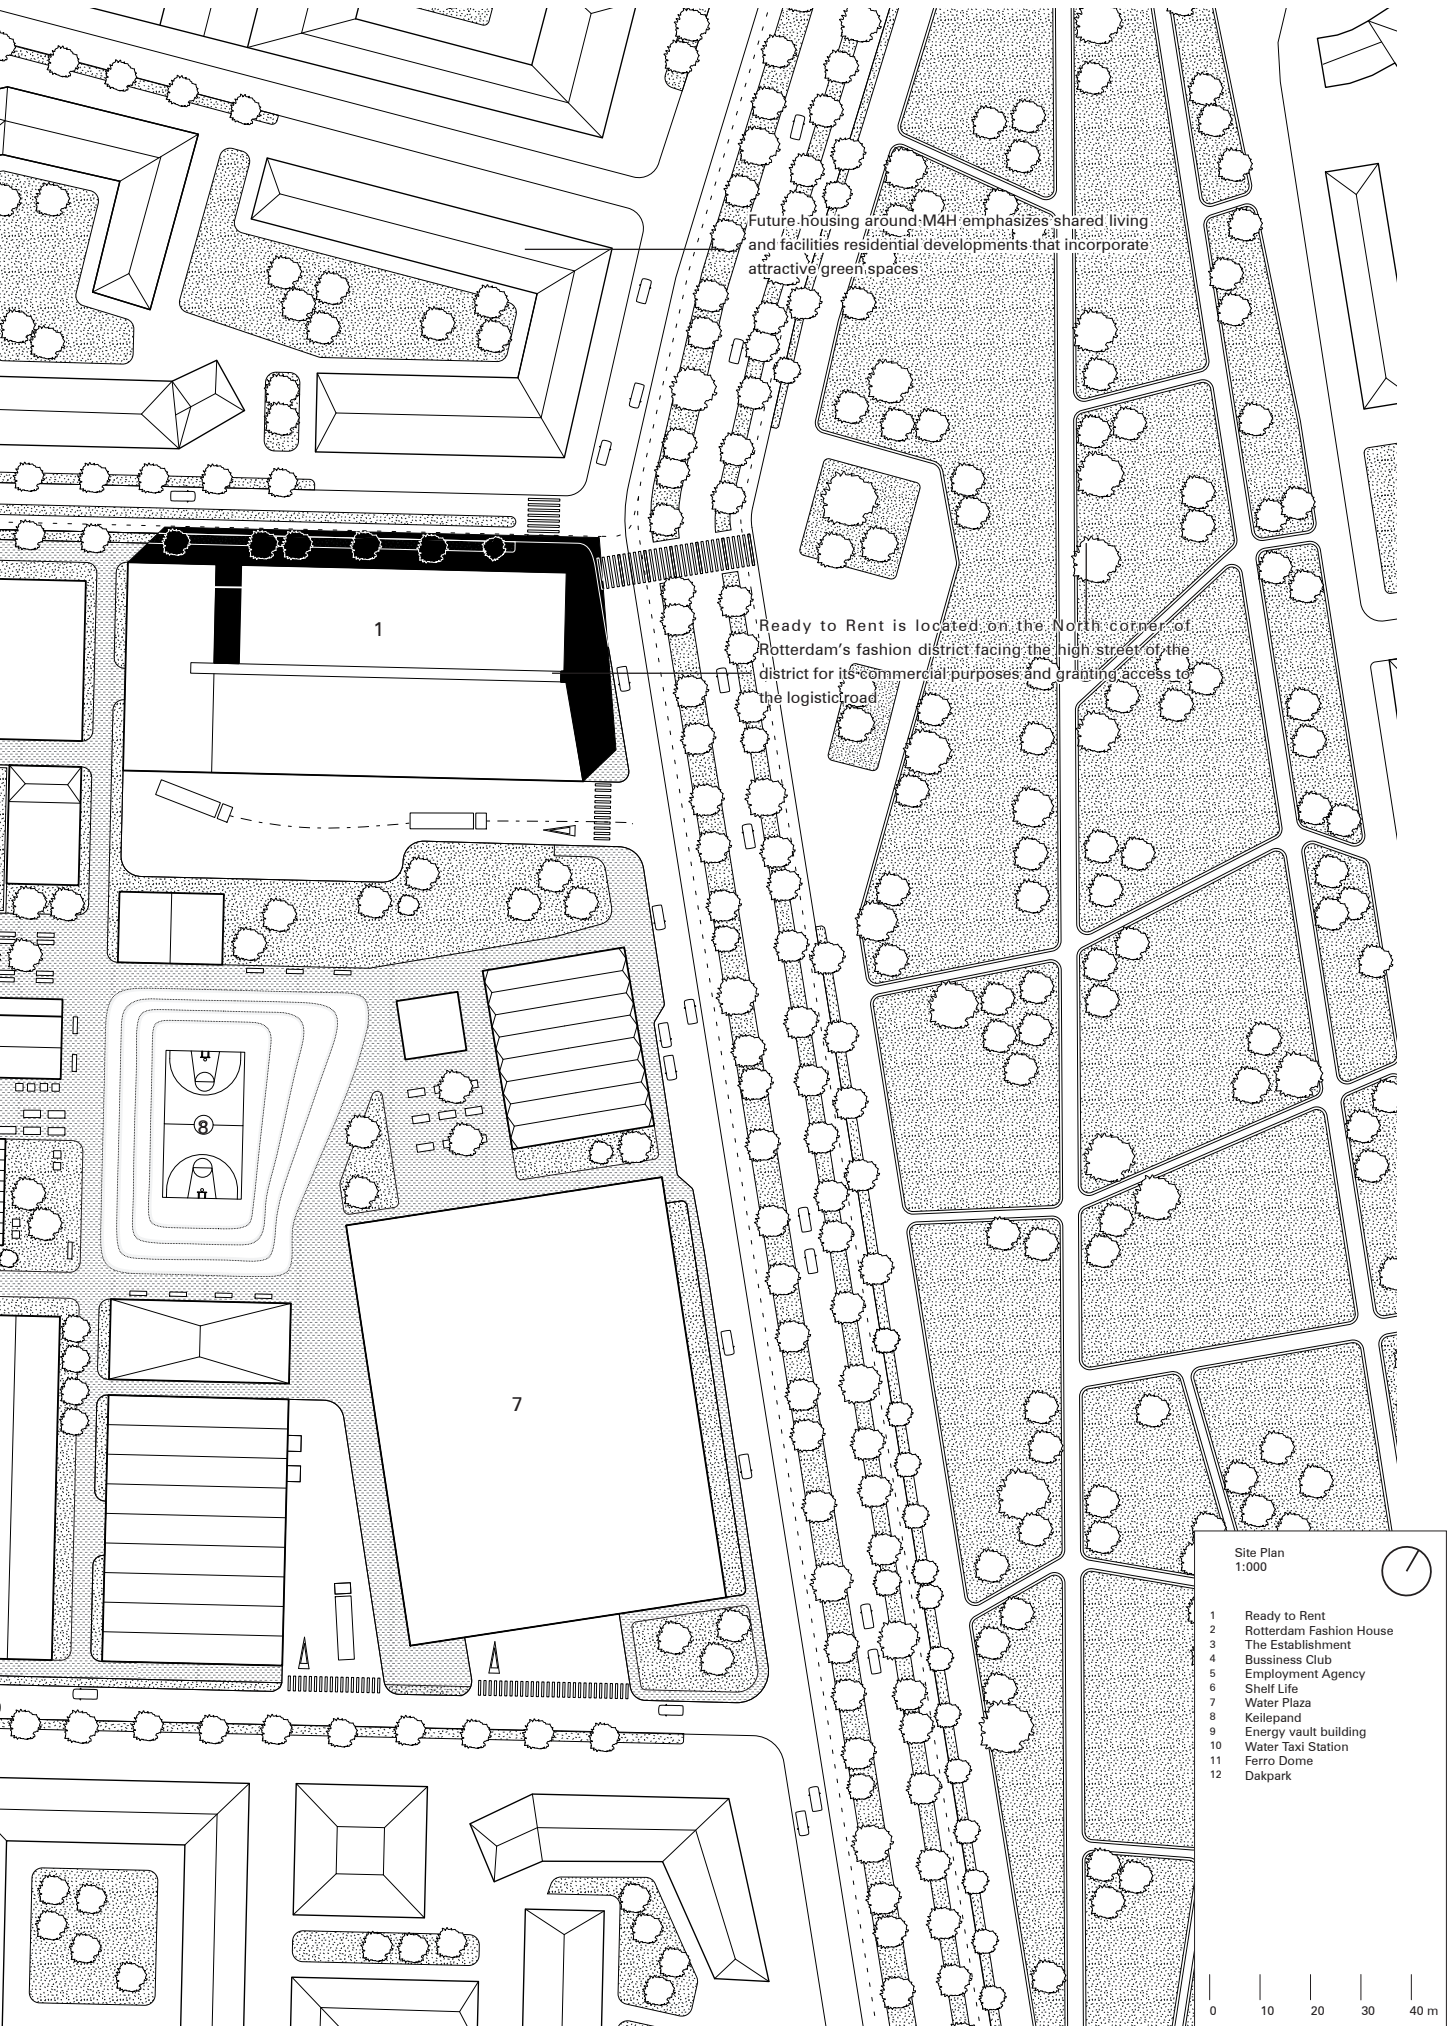 Future housing around M4H emphasizes shared living
and facilities residential developments that incorporate
attractive green spaces
1
Ready to Rent is located on the North corner of
Rotterdam's fashion district facing the high street of the
district for its commercial purposes and granting access to
the logistic road
8
7
Site Plan
1:000
1 Ready to Rent
2 Rotterdam Fashion House
3 The Establishment
4 Bussiness Club
5 Employment Agency
6 Shelf Life
7 Water Plaza
8 Keilepand
9 Energy vault building
10 Water Taxi Station
11 Ferro Dome
12 Dakpark
0 10 20 30 40 m